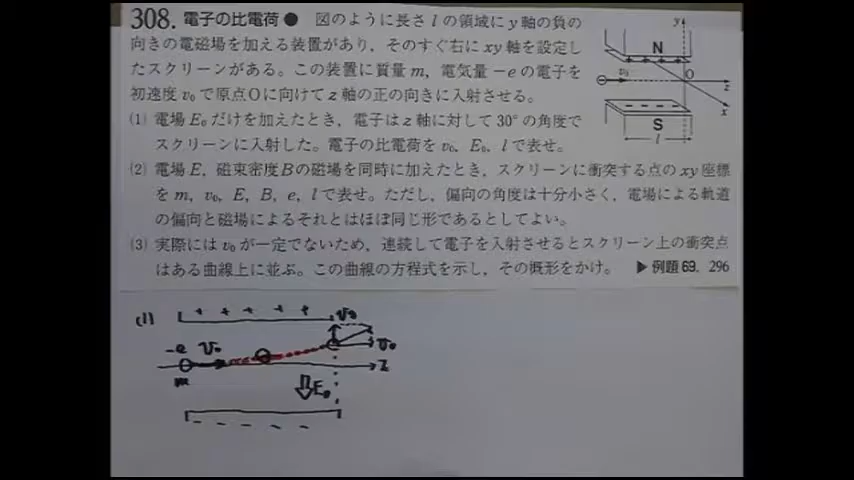 308. 電子の比電荷 ● 図のように長さ l の領域に y 軸の負の
向きの電磁場を加える装置があり、そのすぐ右に xy 軸を設定し
たスクリーンがある。この装置に質量 m、電気量 −e の電子を
初速度 v₀ で原点Oに向けて z 軸の正の向きに入射させる。
(1) 電場 E₀ だけを加えたとき、電子は z 軸に対して 30° の角度で
スクリーンに入射した。電子の比電荷を v₀、E₀、l で表せ。
(2) 電場 E、磁束密度 B の磁場を同時に加えたとき、スクリーンに衝突する点の xy 座標
を m、v₀、E、B、e、l で表せ。ただし、偏向の角度は十分小さく、電場による軌道
の偏向と磁場によるそれとはほぼ同じ形であるとしてよい。
(3) 実際には v₀ が一定でないため、連続して電子を入射させるとスクリーン上の衝突点
はある曲線上に並ぶ。この曲線の方程式を示し、その概形をかけ。 ▶例題69. 296
y
N
+ + + +
v₀
O
z
x
S
l
(1)
+ + + + +
−e
v₀
m
v₀
z
E₀
− − − − −